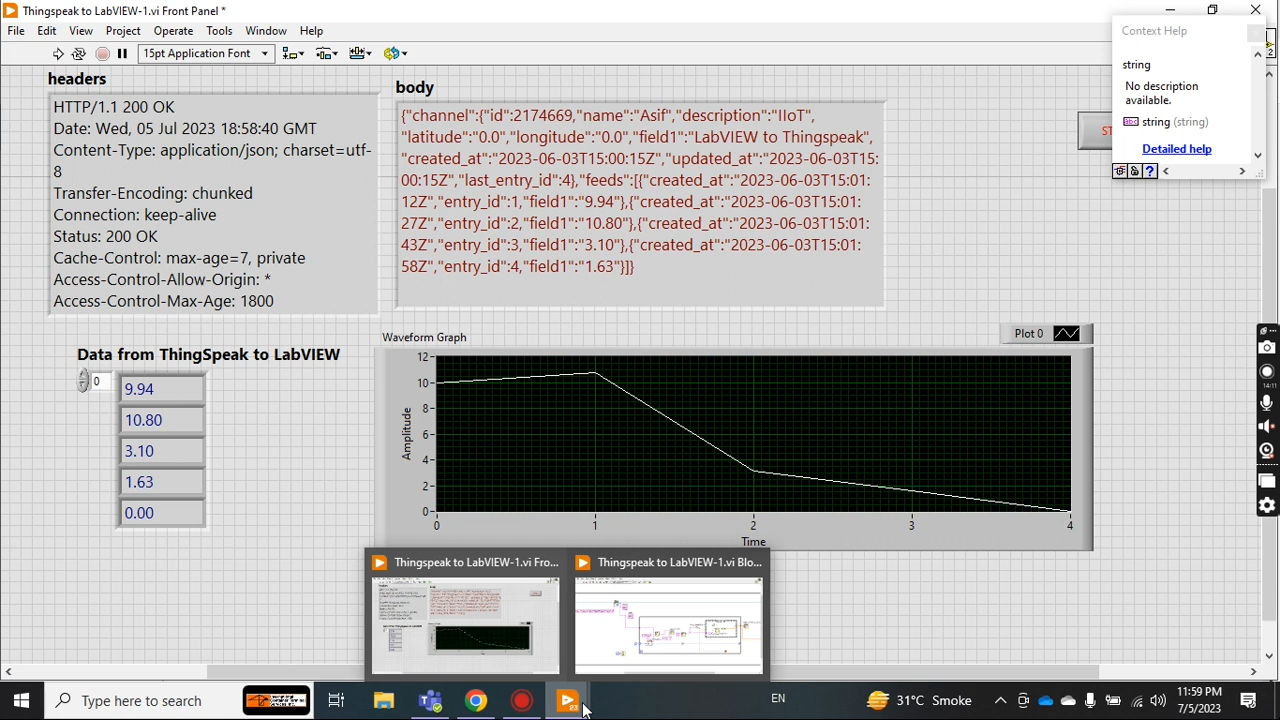 Thingspeak to LabVIEW-1.vi Front Panel *
File Edit View Project Operate Tools Window Help
15pt Application Font
2
headers
HTTP/1.1 200 OK
Date: Wed, 05 Jul 2023 18:58:40 GMT
Content-Type: application/json; charset=utf-
8
Transfer-Encoding: chunked
Connection: keep-alive
Status: 200 OK
Cache-Control: max-age=7, private
Access-Control-Allow-Origin: *
Access-Control-Max-Age: 1800
body
{"channel":{"id":2174669,"name":"Asif","description":"IIoT",
"latitude":"0.0","longitude":"0.0","field1":"LabVIEW to Thingspeak",
"created_at":"2023-06-03T15:00:15Z","updated_at":"2023-06-03T15:
00:15Z","last_entry_id":4},"feeds":[{"created_at":"2023-06-03T15:01:
12Z","entry_id":1,"field1":"9.94"},{"created_at":"2023-06-03T15:01:
27Z","entry_id":2,"field1":"10.80"},{"created_at":"2023-06-03T15:01:
43Z","entry_id":3,"field1":"3.10"},{"created_at":"2023-06-03T15:01:
58Z","entry_id":4,"field1":"1.63"}]}
ST
Context Help
string
No description
available.
abc string (string)
Detailed help
Data from ThingSpeak to LabVIEW
0
9.94
10.80
3.10
1.63
0.00
Waveform Graph
Plot 0
Amplitude
12
10
8
6
4
2
0
0 1 2 3 4
Time
14:11
Thingspeak to LabVIEW-1.vi Fro...
Thingspeak to LabVIEW-1.vi Blo...
Type here to search
EN
31°C Smoke
11:59 PM
7/5/2023